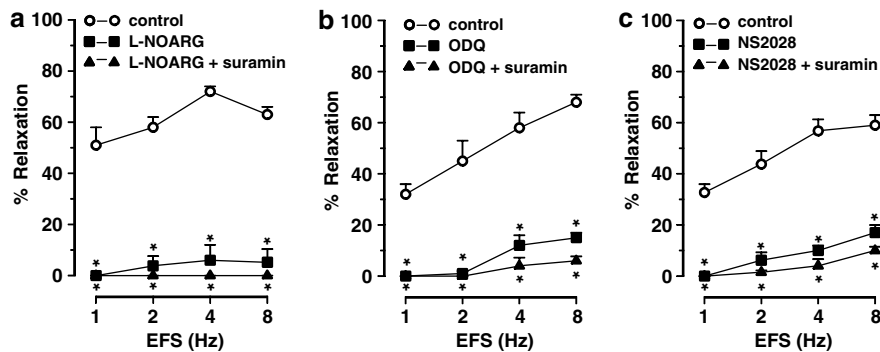 a
control
L-NOARG
L-NOARG + suramin
% Relaxation
100
80
60
40
20
0
* * * *
* * * *
1 2 4 8
EFS (Hz)
b
control
ODQ
ODQ + suramin
% Relaxation
100
80
60
40
20
0
* * * *
* * * *
1 2 4 8
EFS (Hz)
c
control
NS2028
NS2028 + suramin
% Relaxation
100
80
60
40
20
0
* * * *
* * * *
1 2 4 8
EFS (Hz)